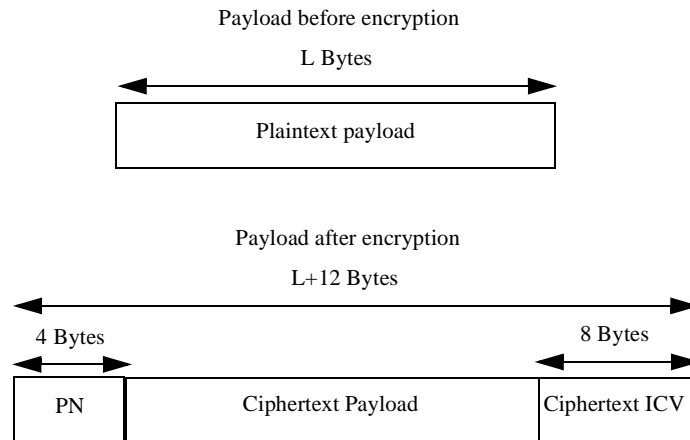 Payload before encryption
L Bytes
Plaintext payload
Payload after encryption
L+12 Bytes
4 Bytes
8 Bytes
PN
Ciphertext Payload
Ciphertext ICV